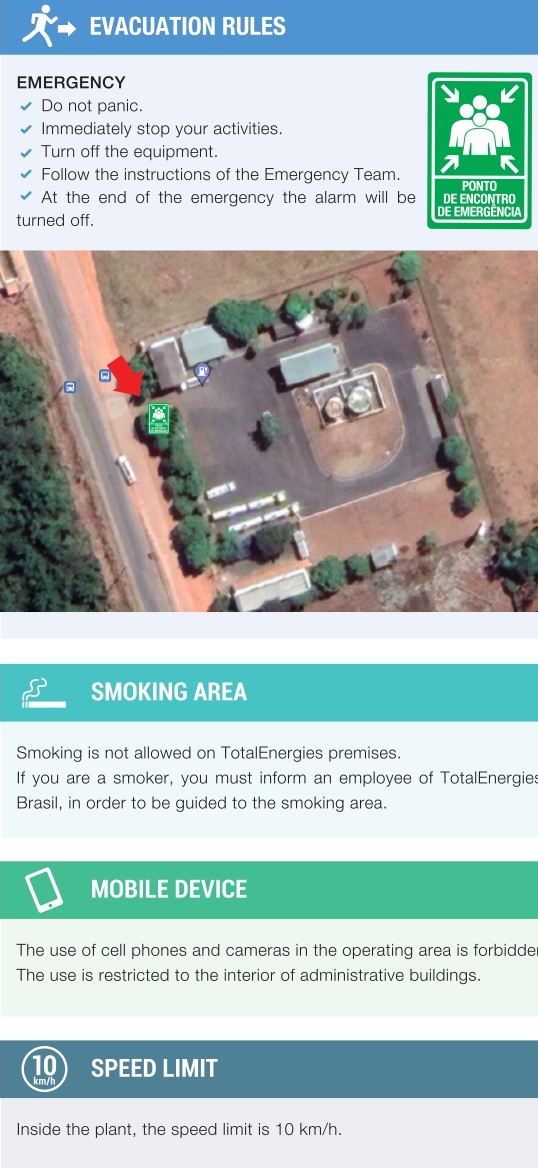 EVACUATION RULES
EMERGENCY
Do not panic.
Immediately stop your activities.
Turn off the equipment.
Follow the instructions of the Emergency Team.
At the end of the emergency the alarm will be
turned off.
PONTO
DE ENCONTRO
DE EMERGÊNCIA
SMOKING AREA
Smoking is not allowed on TotalEnergies premises.
If you are a smoker, you must inform an employee of TotalEnergies
Brasil, in order to be guided to the smoking area.
MOBILE DEVICE
The use of cell phones and cameras in the operating area is forbidden
The use is restricted to the interior of administrative buildings.
10
km/h
SPEED LIMIT
Inside the plant, the speed limit is 10 km/h.